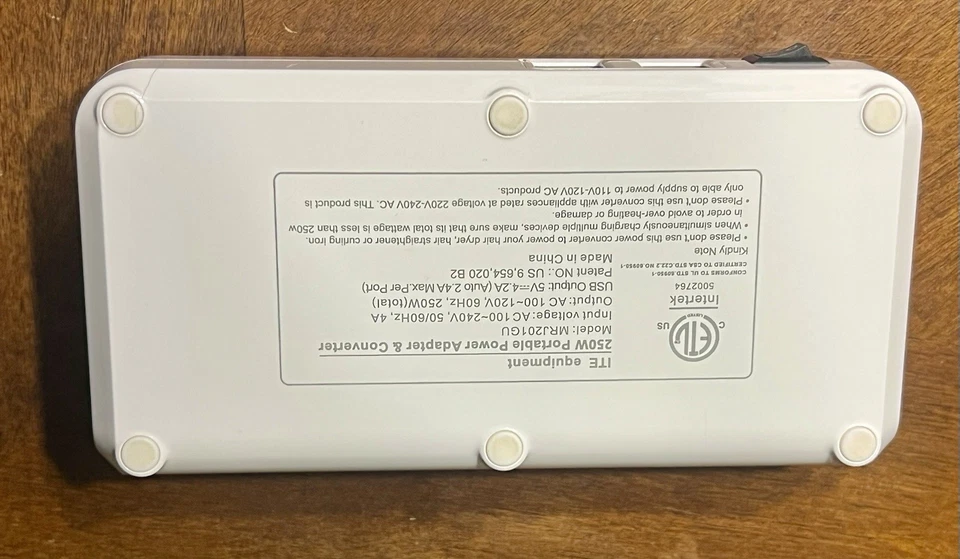 ITE equipment
250W Portable Power Adapter & Converter
Model: MRJ201GU
Input voltage: AC 100~240V, 50/60Hz, 4A
Output: AC: 100~120V, 60Hz, 250W(total)
USB Output: 5V⎓4.2A (Auto 2.4A Max.Per Port)
Patent NO.: US 9,654,020 B2
Made in China
C ETL US
LISTED
Intertek
5002764
CONFORMS TO UL STD.60950-1
CERTIFIED TO CSA STD.C22.2 NO.60950-1
Kindly Note
• Please don't use this power converter to power your hair dryer, hair straightener or curling iron.
• When simultaneously charging multiple devices, make sure that its total wattage is less than 250w
in order to avoid over-heating or damage.
• Please don't use this converter with appliances rated at voltage 220V-240V AC. This product is
only able to supply power to 110V-120V AC products.